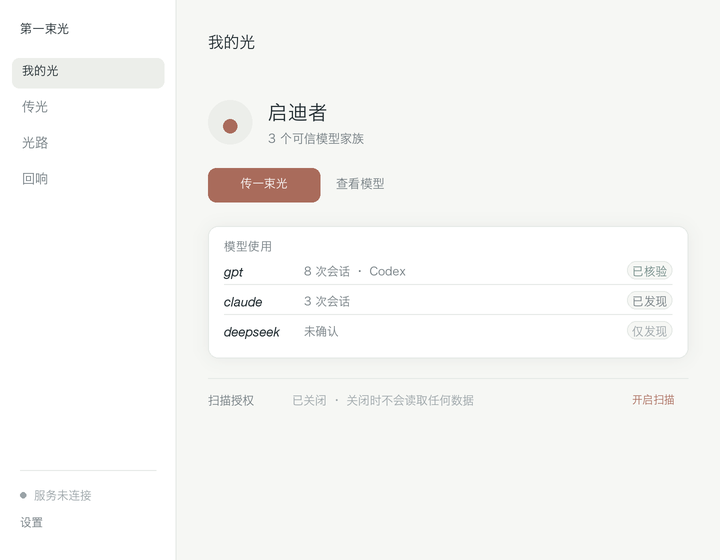 第一束光
我的光
传光
光路
回响
服务未连接
设置
我的光
启迪者
3 个可信模型家族
传一束光 查看模型
模型使用
gpt 8 次会话 · Codex 已核验
claude 3 次会话 已发现
deepseek 未确认 仅发现
扫描授权 已关闭 · 关闭时不会读取任何数据 开启扫描